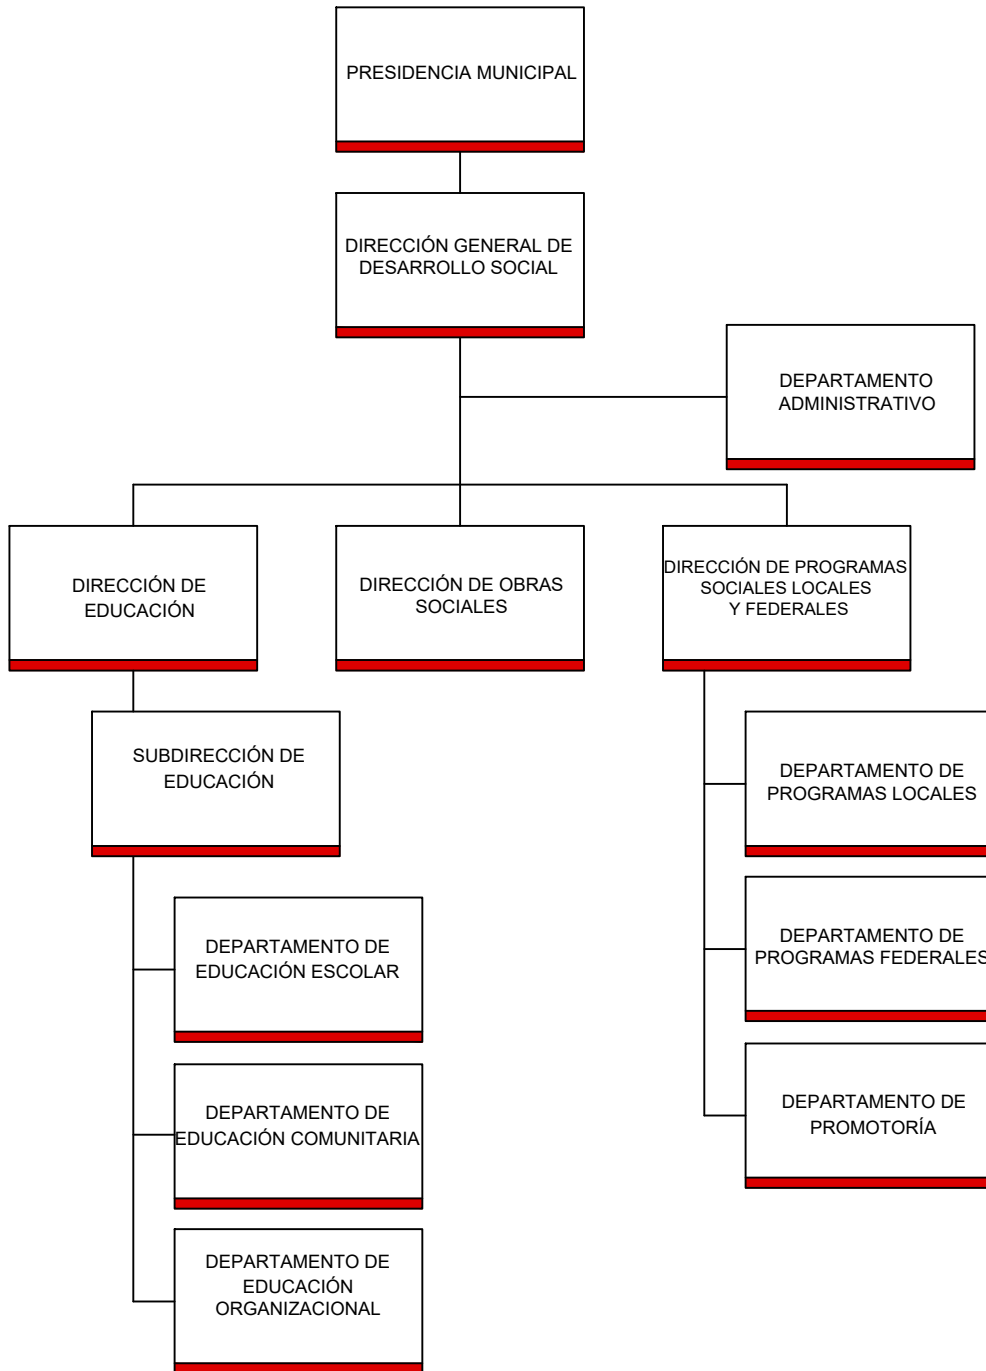 PRESIDENCIA MUNICIPAL
DIRECCIÓN GENERAL DE
DESARROLLO SOCIAL
DEPARTAMENTO
ADMINISTRATIVO
DIRECCIÓN DE
EDUCACIÓN
DIRECCIÓN DE OBRAS
SOCIALES
DIRECCIÓN DE PROGRAMAS
SOCIALES LOCALES
Y FEDERALES
SUBDIRECCIÓN DE
EDUCACIÓN
DEPARTAMENTO DE
PROGRAMAS LOCALES
DEPARTAMENTO DE
EDUCACIÓN ESCOLAR
DEPARTAMENTO DE
PROGRAMAS FEDERALES
DEPARTAMENTO DE
EDUCACIÓN COMUNITARIA
DEPARTAMENTO DE
PROMOTORÍA
DEPARTAMENTO DE
EDUCACIÓN
ORGANIZACIONAL